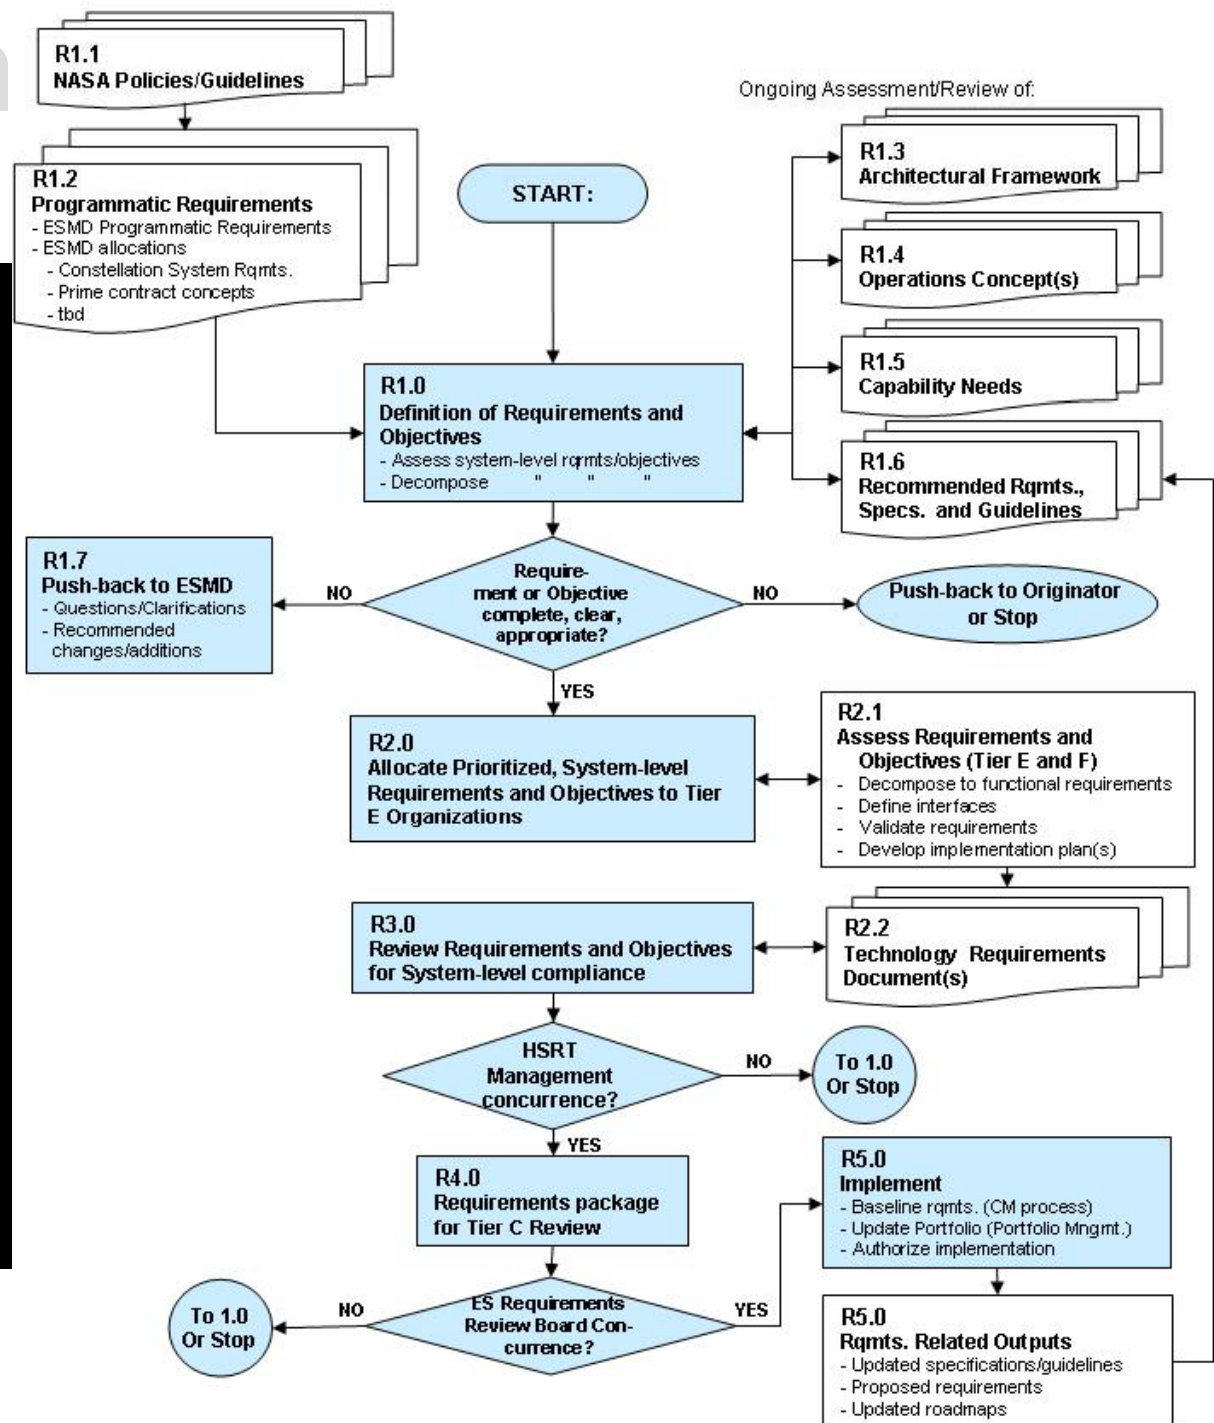 R1.1
NASA Policies/Guidelines
Ongoing Assessment/Review of:
R1.2
Programmatic Requirements
- ESMD Programmatic Requirements
- ESMD allocations
- Constellation System Rqmts.
- Prime contract concepts
- tbd
START:
R1.3
Architectural Framework
R1.4
Operations Concept(s)
R1.5
Capability Needs
R1.6
Recommended Rqmts.,
Specs. and Guidelines
R1.0
Definition of Requirements and
Objectives
- Assess system-level rqrmts/objectives
- Decompose " " "
R1.7
Push-back to ESMD
- Questions/Clarifications
- Recommended
changes/additions
NO
Require-
ment or Objective
complete, clear,
appropriate?
NO
Push-back to Originator
or Stop
YES
R2.0
Allocate Prioritized, System-level
Requirements and Objectives to Tier
E Organizations
R2.1
Assess Requirements and
Objectives (Tier E and F)
- Decompose to functional requirements
- Define interfaces
- Validate requirements
- Develop implementation plan(s)
R3.0
Review Requirements and Objectives
for System-level compliance
R2.2
Technology Requirements
Document(s)
HSRT
Management
concurrence?
NO
To 1.0
Or Stop
YES
R4.0
Requirements package
for Tier C Review
R5.0
Implement
- Baseline rqmts. (CM process)
- Update Portfolio (Portfolio Mngmt.)
- Authorize implementation
To 1.0
Or Stop
NO
ES Requirements
Review Board Con-
currence?
YES
R5.0
Rqmts. Related Outputs
- Updated specifications/guidelines
- Proposed requirements
- Updated roadmaps